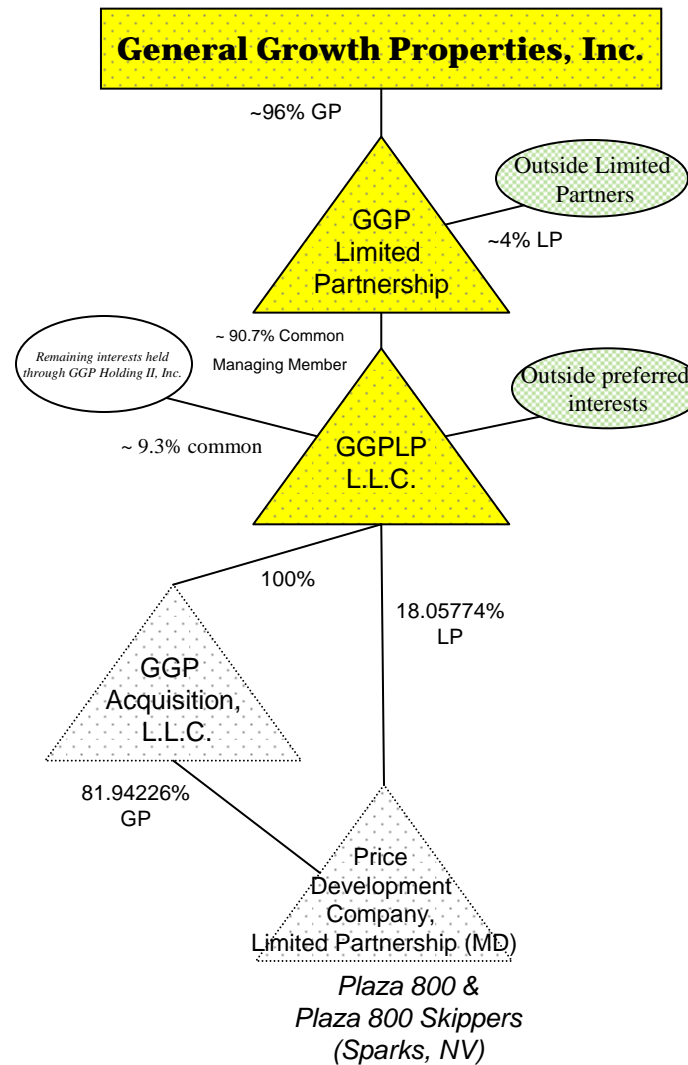 General Growth Properties, Inc.
~96% GP
Outside Limited
Partners
GGP
Limited
Partnership
~4% LP
~ 90.7% Common
Managing Member
Remaining interests held
through GGP Holding II, Inc.
Outside preferred
interests
~ 9.3% common
GGPLP
L.L.C.
100%
18.05774%
LP
GGP
Acquisition,
L.L.C.
81.94226%
GP
Price
Development
Company,
Limited Partnership (MD)
Plaza 800 &
Plaza 800 Skippers
(Sparks, NV)